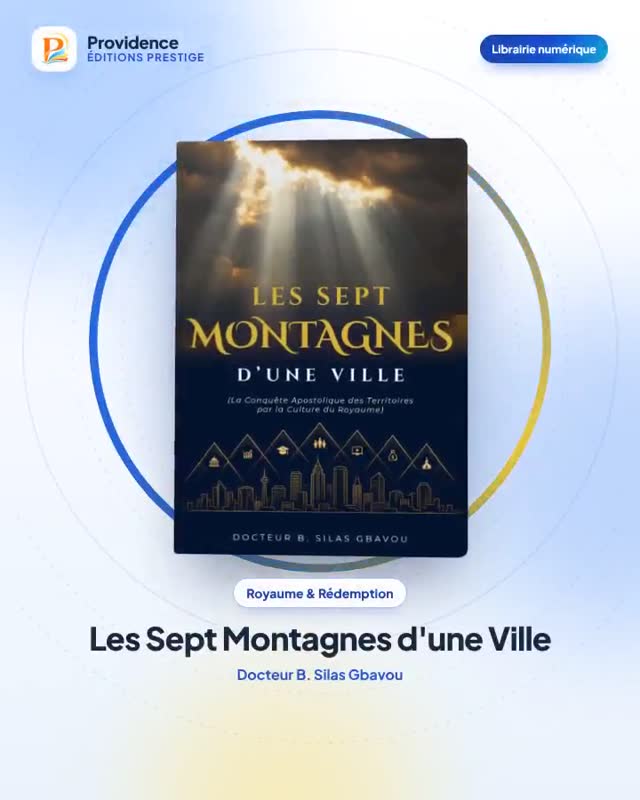 Providence
ÉDITIONS PRESTIGE
Librairie numérique
LES SEPT
MONTAGNES
D'UNE VILLE
(La Conquête Apostolique des Territoires
par la Culture du Royaume)
DOCTEUR B. SILAS GBAVOU
Royaume & Rédemption
Les Sept Montagnes d'une Ville
Docteur B. Silas Gbavou